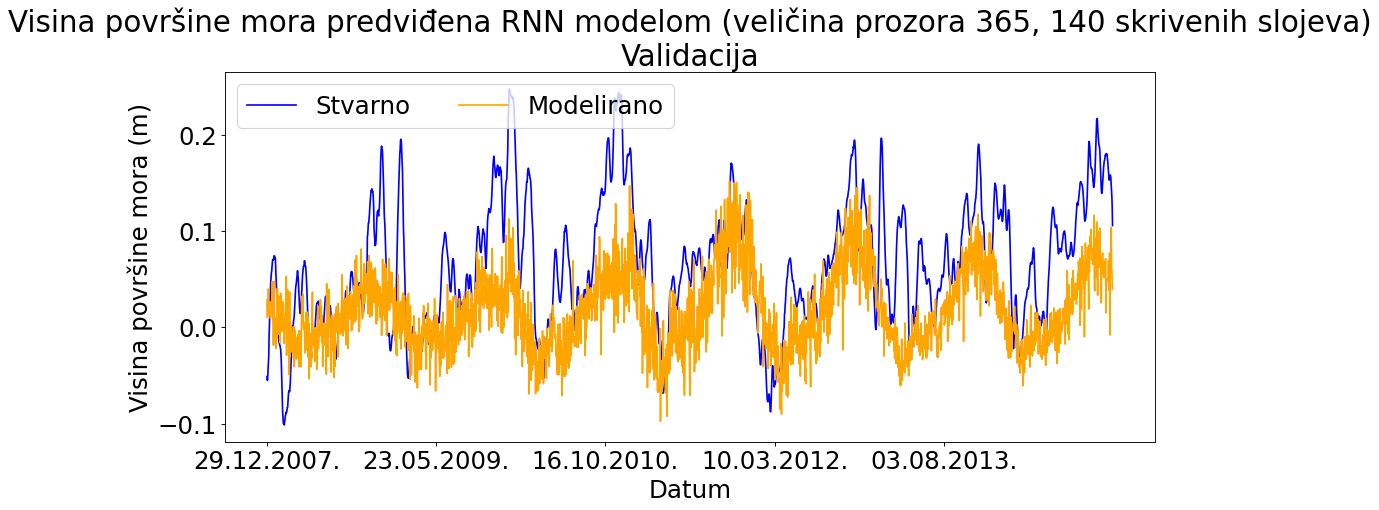 Visina površine mora predviđena RNN modelom (veličina prozora 365, 140 skrivenih slojeva)
Validacija
Stvarno Modelirano
Visina površine mora (m)
0.2
0.1
0.0
−0.1
29.12.2007. 23.05.2009. 16.10.2010. 10.03.2012. 03.08.2013.
Datum